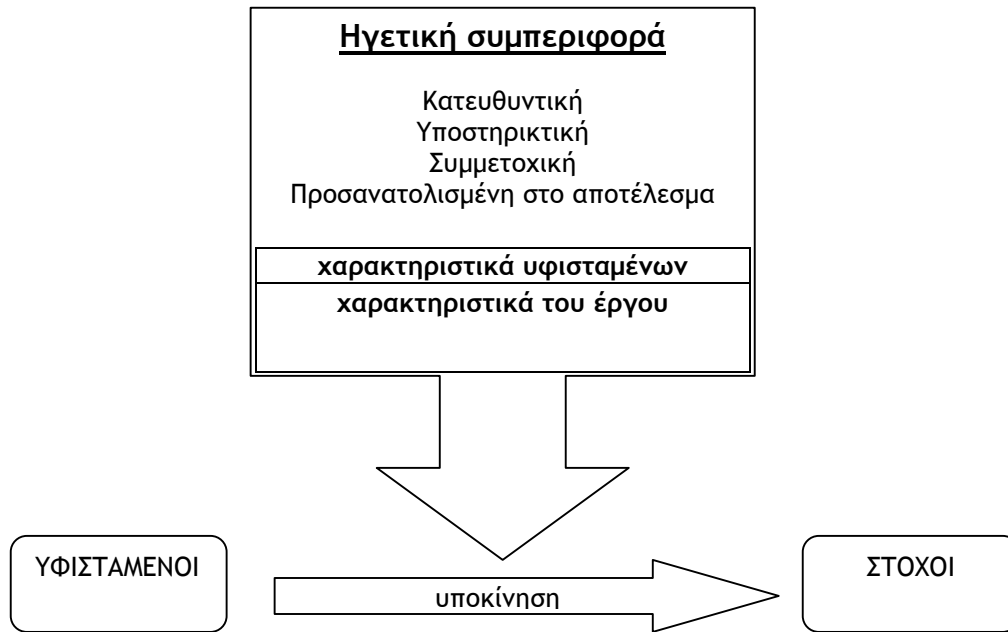 Ηγετική συμπεριφορά
Κατευθυντική
Υποστηρικτική
Συμμετοχική
Προσανατολισμένη στο αποτέλεσμα
χαρακτηριστικά υφισταμένων
χαρακτηριστικά του έργου
ΥΦΙΣΤΑΜΕΝΟΙ
υποκίνηση
ΣΤΟΧΟΙ